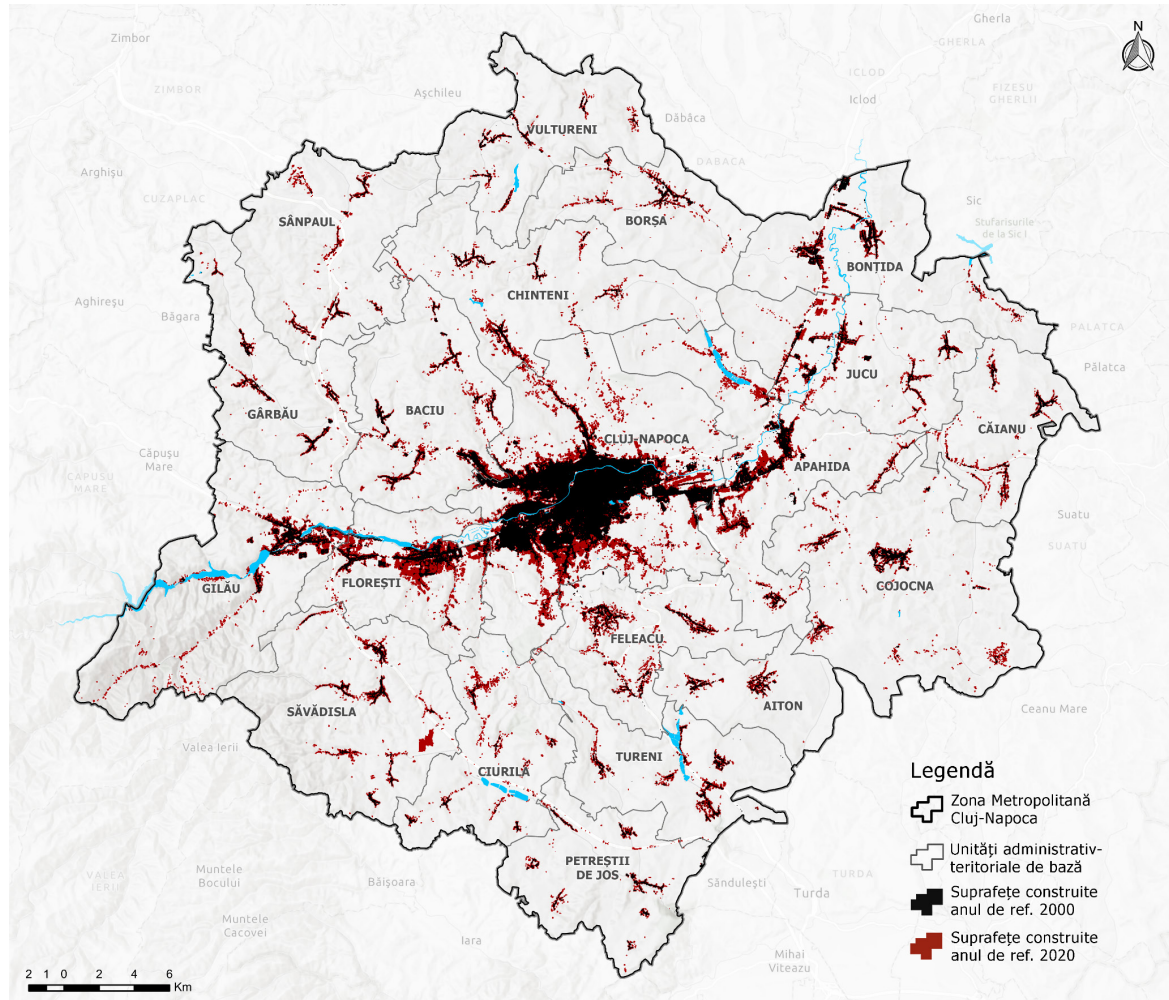 Gherla
N
Zimbor
GHERLA
ICLOD
ZIMBOR
Așchileu
Iclod
FIZESU
GHERLII
VULTURENI
Dăbâca
DABACA
Arghișu
CUZAPLAC
Sic
SÂNPAUL
BORȘA
Stufarisurile
de la Sic I
BONȚIDA
CHINTENI
Aghireșu
Băgara
PALATCA
Pălatca
JUCU
GÂRBĂU
BACIU
CĂIANU
CLUJ-NAPOCA
Căpușu
Mare
APAHIDA
CĂPUSU
MARE
Suatu
SUATU
FLOREȘTI
GILĂU
COJOCNA
FELEACU
SĂVĂDISLA
AITON
Ceanu Mare
Valea Ierii
TURENI
CIURILA
Legendă
Zona Metropolitană
Cluj-Napoca
Unități administrativ-
teritoriale de bază
PETREȘTII
DE JOS
Muntele
Bocului
VALEA
IERII
Băișoara
Săndulești
TURDA
Turda
Suprafețe construite
anul de ref. 2000
Muntele
Cacovei
Iara
Suprafețe construite
anul de ref. 2020
Mihai
Viteazu
2 1 0 2 4 6
Km